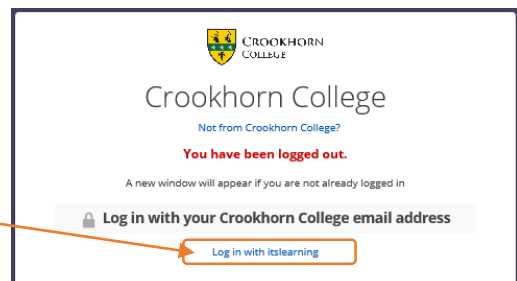 CROOKHORN
COLLEGE
Crookhorn College
Not from Crookhorn College?
You have been logged out.
A new window will appear if you are not already logged in
Log in with your Crookhorn College email address
Log in with itslearning